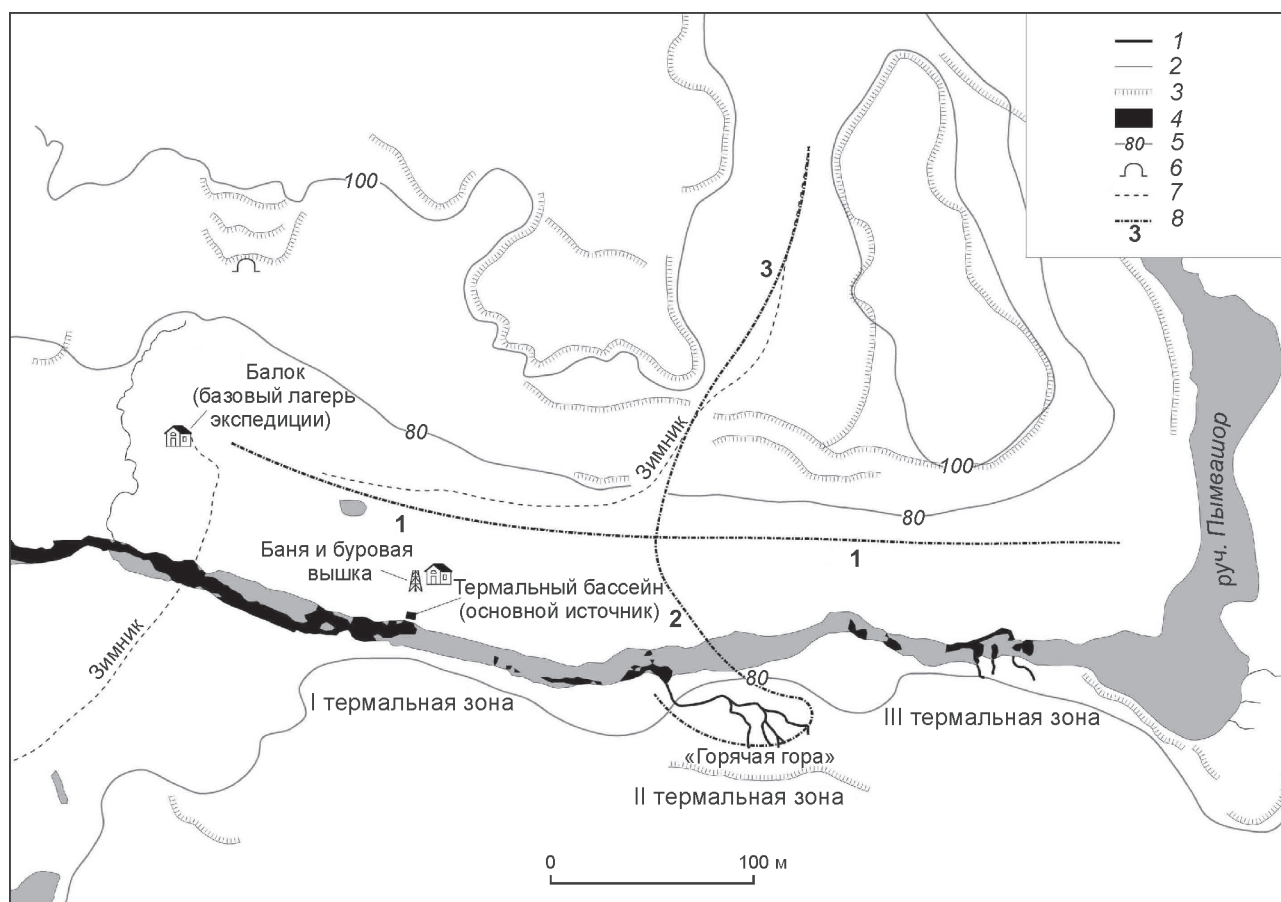 1
2
3
4
80
5
6
7
8
3
100
3
Балок
(базовый лагерь
экспедиции)
80
Зимник
100
80
1
1
руч. Пымвашор
Баня и буровая
вышка
Термальный бассейн
(основной источник)
2
Зимник
80
I термальная зона
III термальная зона
«Горячая гора»
II термальная зона
0
100 м